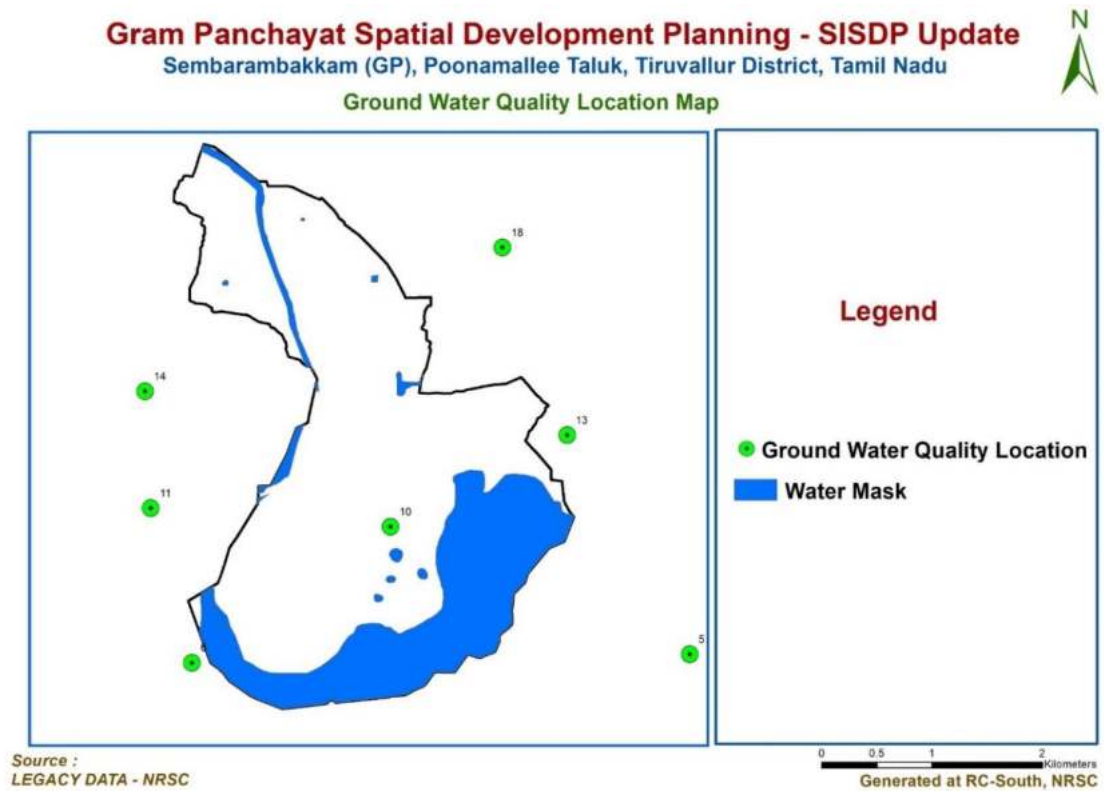 Gram Panchayat Spatial Development Planning - SISDP Update
Sembarambakkam (GP), Poonamallee Taluk, Tiruvallur District, Tamil Nadu
Ground Water Quality Location Map
N
18
14
13
11
10
5
Legend
Ground Water Quality Location
Water Mask
0 0.5 1 2
Kilometers
Source :
LEGACY DATA - NRSC
Generated at RC-South, NRSC